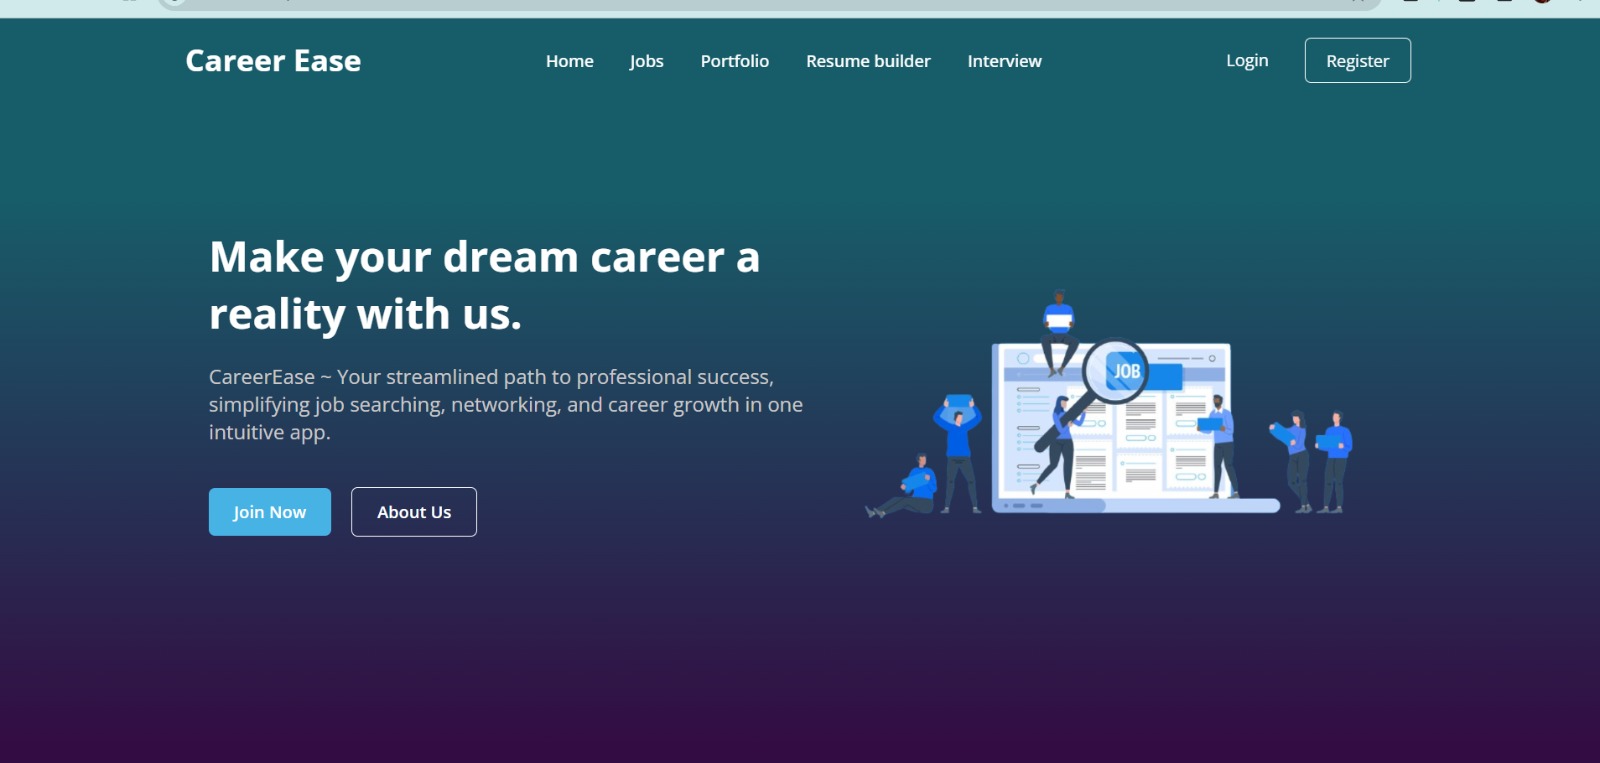 Career Ease
Home Jobs Portfolio Resume builder Interview
Login Register
Make your dream career a
reality with us.
CareerEase ~ Your streamlined path to professional success,
simplifying job searching, networking, and career growth in one
intuitive app.
Join Now About Us
JOB